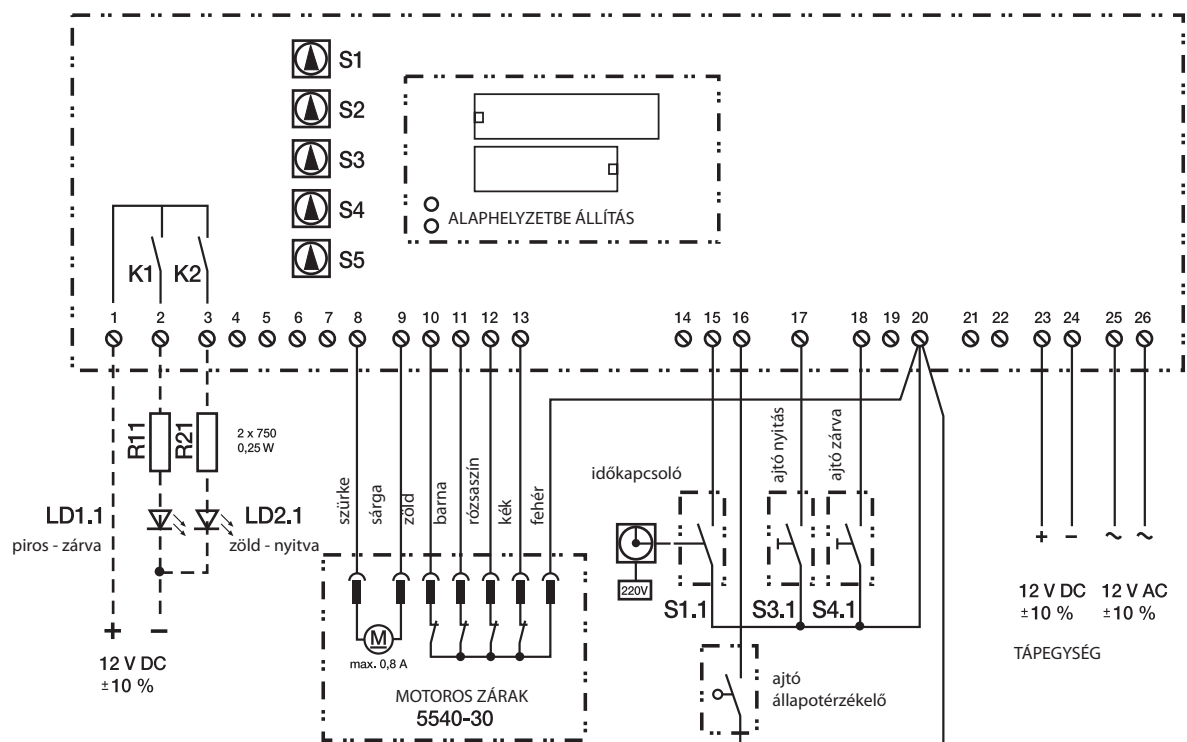 S1
S2
S3
S4
S5
ALAPHELYZETBE ÁLLÍTÁS
K1 K2
1 2 3 4 5 6 7 8 9 10 11 12 13 14 15 16 17 18 19 20 21 22 23 24 25 26
R11
R21
2 x 750
0,25 W
LD1.1
piros - zárva
LD2.1
zöld - nyitva
+ −
12 V DC
±10 %
szürke
sárga
zöld
barna
rózsaszín
kék
fehér
M
max. 0,8 A
MOTOROS ZÁRAK
5540-30
időkapcsoló
220V
ajtó nyitás
ajtó zárva
S1.1 S3.1 S4.1
ajtó
állapotérzékelő
+ − ~ ~
12 V DC 12 V AC
±10 % ±10 %
TÁPEGYSÉG